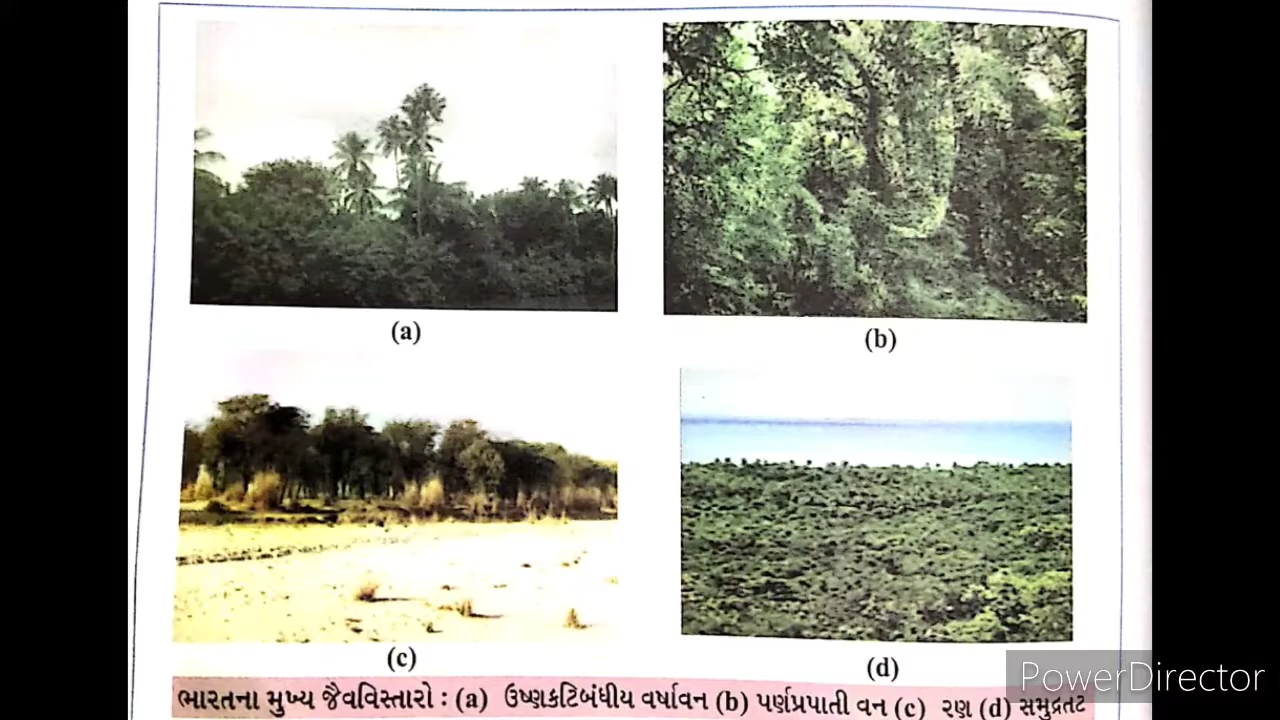 (a)
(b)
(c)
(d)
PowerDirector
ભારતના મુખ્ય જૈવવિસ્તારો : (a) ઉષ્ણકટિબંધીય વર્ષાવન (b) પર્ણપ્રપાતી વન (c) રણ (d) સમુદ્રતટ